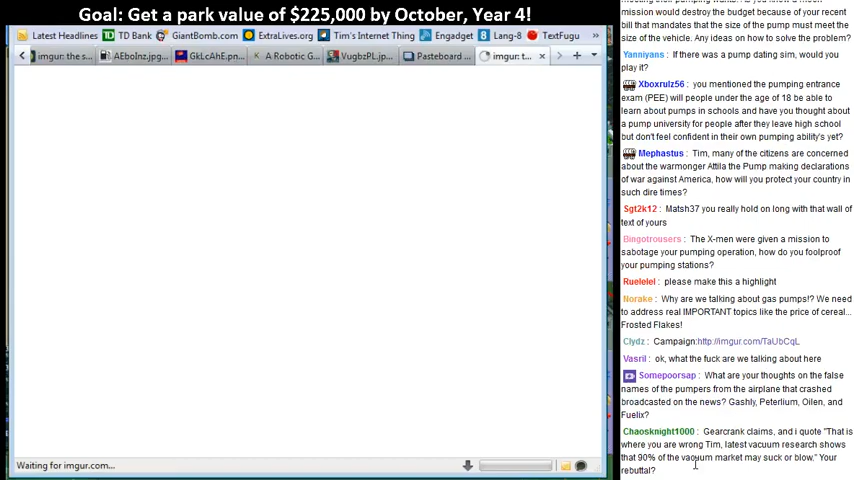 Goal: Get a park value of $225,000 by October, Year 4!
Latest Headlines TD Bank GiantBomb.com ExtraLives.org Tim's Internet Thing Engadget Lang-8 TextFugu »
imgur: the s... AEboInz.jpg... GkLcAhE.pn... A Robotic G... VugbzPL.jp... Pasteboard ... imgur: t...
Waiting for imgur.com...
mission would destroy the budget because of your recent
bill that mandates that the size of the pump must meet the
size of the vehicle. Any ideas on how to solve the problem?
Yanniyans : If there was a pump dating sim, would you
play it?
Xboxrulz56 : you mentioned the pumping entrance
exam (PEE) will people under the age of 18 be able to
learn about pumps in schools and have you thought about
a pump university for people after they leave high school
but don't feel confident in their own pumping ability's yet?
Mephastus : Tim, many of the citizens are concerned
about the warmonger Attila the Pump making declarations
of war against America, how will you protect your country in
such dire times?
Sgt2k12 : Matsh37 you really hold on long with that wall of
text of yours
Bingotrousers : The X-men were given a mission to
sabotage your pumping operation, how do you foolproof
your pumping stations?
Ruelelel : please make this a highlight
Norake : Why are we talking about gas pumps!? We need
to address real IMPORTANT topics like the price of cereal...
Frosted Flakes!
Clydz : Campaign:http://imgur.com/TaUbCqL
Vasril : ok, what the fuck are we talking about here
Somepoorsap : What are your thoughts on the false
names of the pumpers from the airplane that crashed
broadcasted on the news? Gashly, Peterlium, Oilen, and
Fuelix?
Chaosknight1000 : Gearcrank claims, and i quote "That is
where you are wrong Tim, latest vacuum research shows
that 90% of the vacuum market may suck or blow." Your
rebuttal?